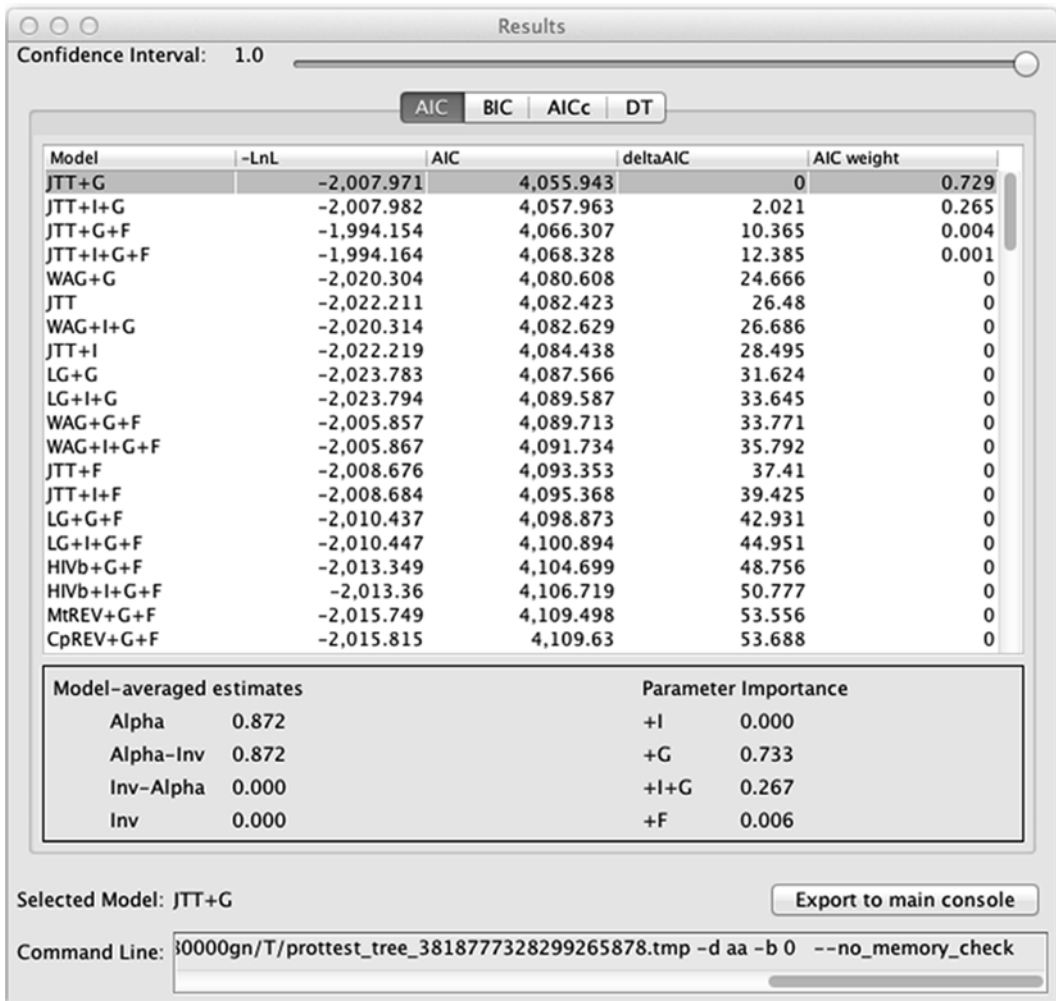 Results
Confidence Interval: 1.0
AIC BIC AICc DT
Model -LnL AIC deltaAIC AIC weight
JTT+G -2,007.971 4,055.943 0 0.729
JTT+I+G -2,007.982 4,057.963 2.021 0.265
JTT+G+F -1,994.154 4,066.307 10.365 0.004
JTT+I+G+F -1,994.164 4,068.328 12.385 0.001
WAG+G -2,020.304 4,080.608 24.666 0
JTT -2,022.211 4,082.423 26.48 0
WAG+I+G -2,020.314 4,082.629 26.686 0
JTT+I -2,022.219 4,084.438 28.495 0
LG+G -2,023.783 4,087.566 31.624 0
LG+I+G -2,023.794 4,089.587 33.645 0
WAG+G+F -2,005.857 4,089.713 33.771 0
WAG+I+G+F -2,005.867 4,091.734 35.792 0
JTT+F -2,008.676 4,093.353 37.41 0
JTT+I+F -2,008.684 4,095.368 39.425 0
LG+G+F -2,010.437 4,098.873 42.931 0
LG+I+G+F -2,010.447 4,100.894 44.951 0
HIVb+G+F -2,013.349 4,104.699 48.756 0
HIVb+I+G+F -2,013.36 4,106.719 50.777 0
MtREV+G+F -2,015.749 4,109.498 53.556 0
CpREV+G+F -2,015.815 4,109.63 53.688 0
Model-averaged estimates Parameter Importance
Alpha 0.872 +I 0.000
Alpha-Inv 0.872 +G 0.733
Inv-Alpha 0.000 +I+G 0.267
Inv 0.000 +F 0.006
Selected Model: JTT+G Export to main console
Command Line: 30000gn/T/prottest_tree_3818777328299265878.tmp -d aa -b 0 --no_memory_check